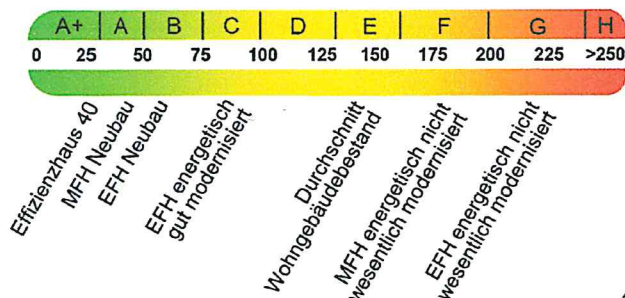 A+ A B C D E F G H
0 25 50 75 100 125 150 175 200 225 >250
Effizienzhaus 40
MFH Neubau
EFH Neubau
EFH energetisch
gut modernisiert
Durchschnitt
Wohngebäudebestand
MFH energetisch nicht
wesentlich modernisiert
EFH energetisch nicht
wesentlich modernisiert